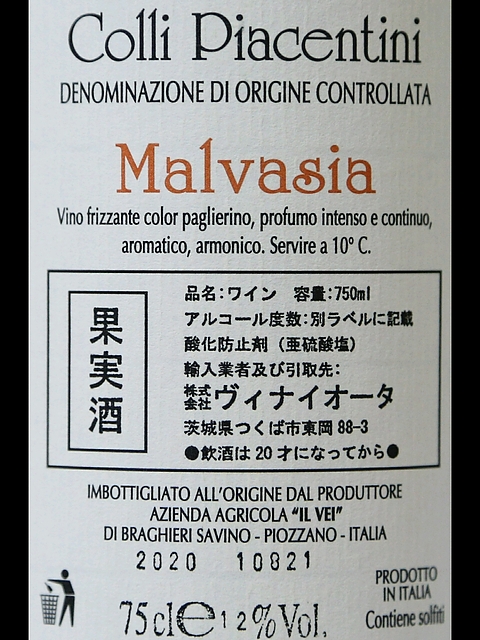 Colli Piacentini
DENOMINAZIONE DI ORIGINE CONTROLLATA
Malvasia
Vino frizzante color paglierino, profumo intenso e continuo,
aromatico, armonico. Servire a 10° C.
果実酒
品名:ワイン 容量:750ml
アルコール度数:別ラベルに記載
酸化防止剤(亜硫酸塩)
輸入業者及び引取先:
株式会社ヴィナイオータ
茨城県つくば市東岡 88-3
●飲酒は 20 才になってから●
IMBOTTIGLIATO ALL'ORIGINE DAL PRODUTTORE
AZIENDA AGRICOLA "IL VEI"
DI BRAGHIERI SAVINO - PIOZZANO - ITALIA
2020 10821
PRODOTTO
IN ITALIA
Contiene solfiti
75cl e 12% Vol.